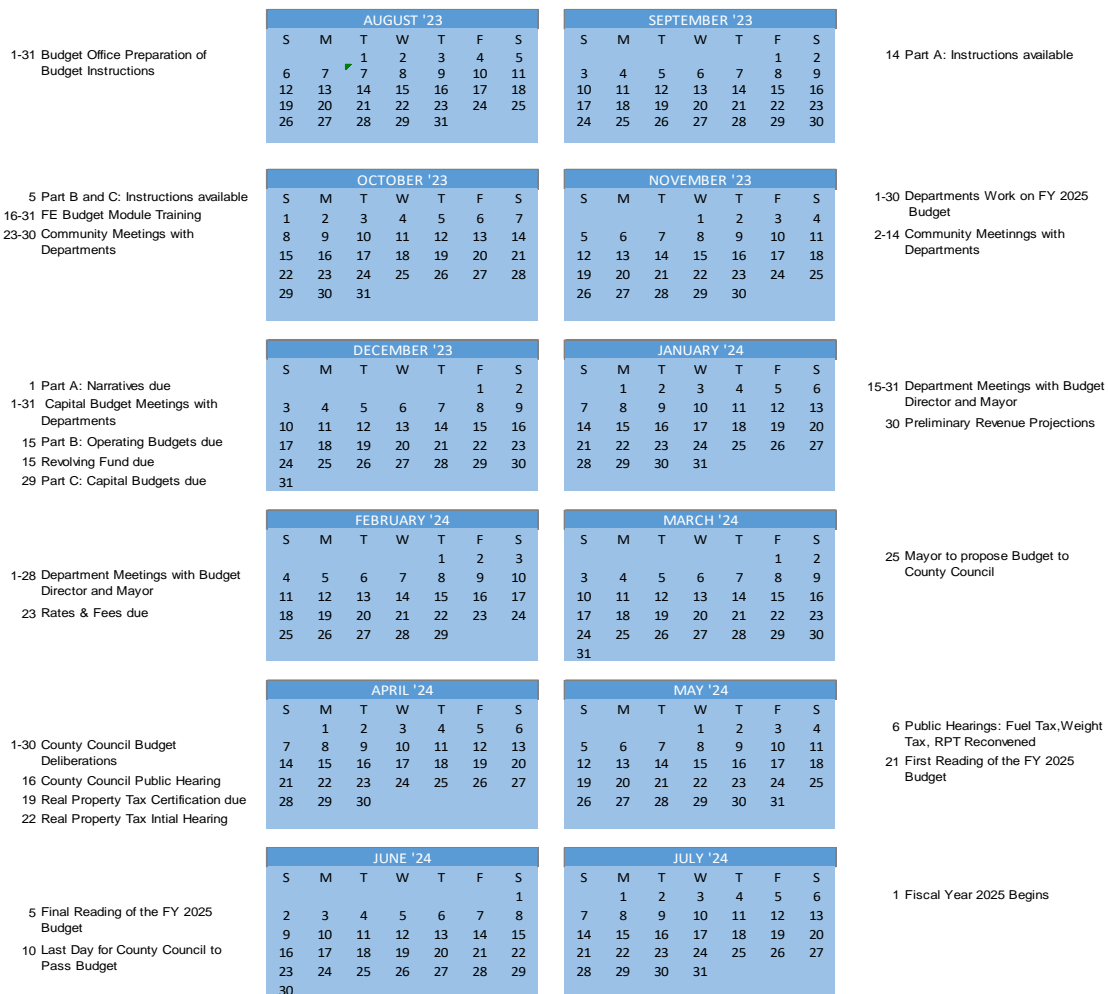 AUGUST '23
S M T W T F S
1-31 Budget Office Preparation of
Budget Instructions
1 2 3 4 5
6 7 7 8 9 10 11
12 13 14 15 16 17 18
19 20 21 22 23 24 25
26 27 28 29 31
SEPTEMBER '23
S M T W T F S
1 2
3 4 5 6 7 8 9
10 11 12 13 14 15 16
17 18 19 20 21 22 23
24 25 26 27 28 29 30
14 Part A: Instructions available
OCTOBER '23
S M T W T F S
5 Part B and C: Instructions available
16-31 FE Budget Module Training
23-30 Community Meetings with
Departments
1 2 3 4 5 6 7
8 9 10 11 12 13 14
15 16 17 18 19 20 21
22 23 24 25 26 27 28
29 30 31
NOVEMBER '23
S M T W T F S
1 2 3 4
5 6 7 8 9 10 11
12 13 14 15 16 17 18
19 20 21 22 23 24 25
26 27 28 29 30
1-30 Departments Work on FY 2025
Budget
2-14 Community Meetinngs with
Departments
DECEMBER '23
S M T W T F S
1 Part A: Narratives due
1-31 Capital Budget Meetings with
Departments
15 Part B: Operating Budgets due
15 Revolving Fund due
29 Part C: Capital Budgets due
1 2
3 4 5 6 7 8 9
10 11 12 13 14 15 16
17 18 19 20 21 22 23
24 25 26 27 28 29 30
31
JANUARY '24
S M T W T F S
1 2 3 4 5 6
7 8 9 10 11 12 13
14 15 16 17 18 19 20
21 22 23 24 25 26 27
28 29 30 31
15-31 Department Meetings with Budget
Director and Mayor
30 Preliminary Revenue Projections
FEBRUARY '24
S M T W T F S
1-28 Department Meetings with Budget
Director and Mayor
23 Rates & Fees due
1 2 3
4 5 6 7 8 9 10
11 12 13 14 15 16 17
18 19 20 21 22 23 24
25 26 27 28 29
MARCH '24
S M T W T F S
1 2
3 4 5 6 7 8 9
10 11 12 13 14 15 16
17 18 19 20 21 22 23
24 25 26 27 28 29 30
31
25 Mayor to propose Budget to
County Council
APRIL '24
S M T W T F S
1-30 County Council Budget
Deliberations
16 County Council Public Hearing
19 Real Property Tax Certification due
22 Real Property Tax Intial Hearing
1 2 3 4 5 6
7 8 9 10 11 12 13
14 15 16 17 18 19 20
21 22 23 24 25 26 27
28 29 30
MAY '24
S M T W T F S
1 2 3 4
5 6 7 8 9 10 11
12 13 14 15 16 17 18
19 20 21 22 23 24 25
26 27 28 29 30 31
6 Public Hearings: Fuel Tax,Weight
Tax, RPT Reconvened
21 First Reading of the FY 2025
Budget
JUNE '24
S M T W T F S
5 Final Reading of the FY 2025
Budget
10 Last Day for County Council to
Pass Budget
1
2 3 4 5 6 7 8
9 10 11 12 13 14 15
16 17 18 19 20 21 22
23 24 25 26 27 28 29
30
JULY '24
S M T W T F S
1 2 3 4 5 6
7 8 9 10 11 12 13
14 15 16 17 18 19 20
21 22 23 24 25 26 27
28 29 30 31
1 Fiscal Year 2025 Begins